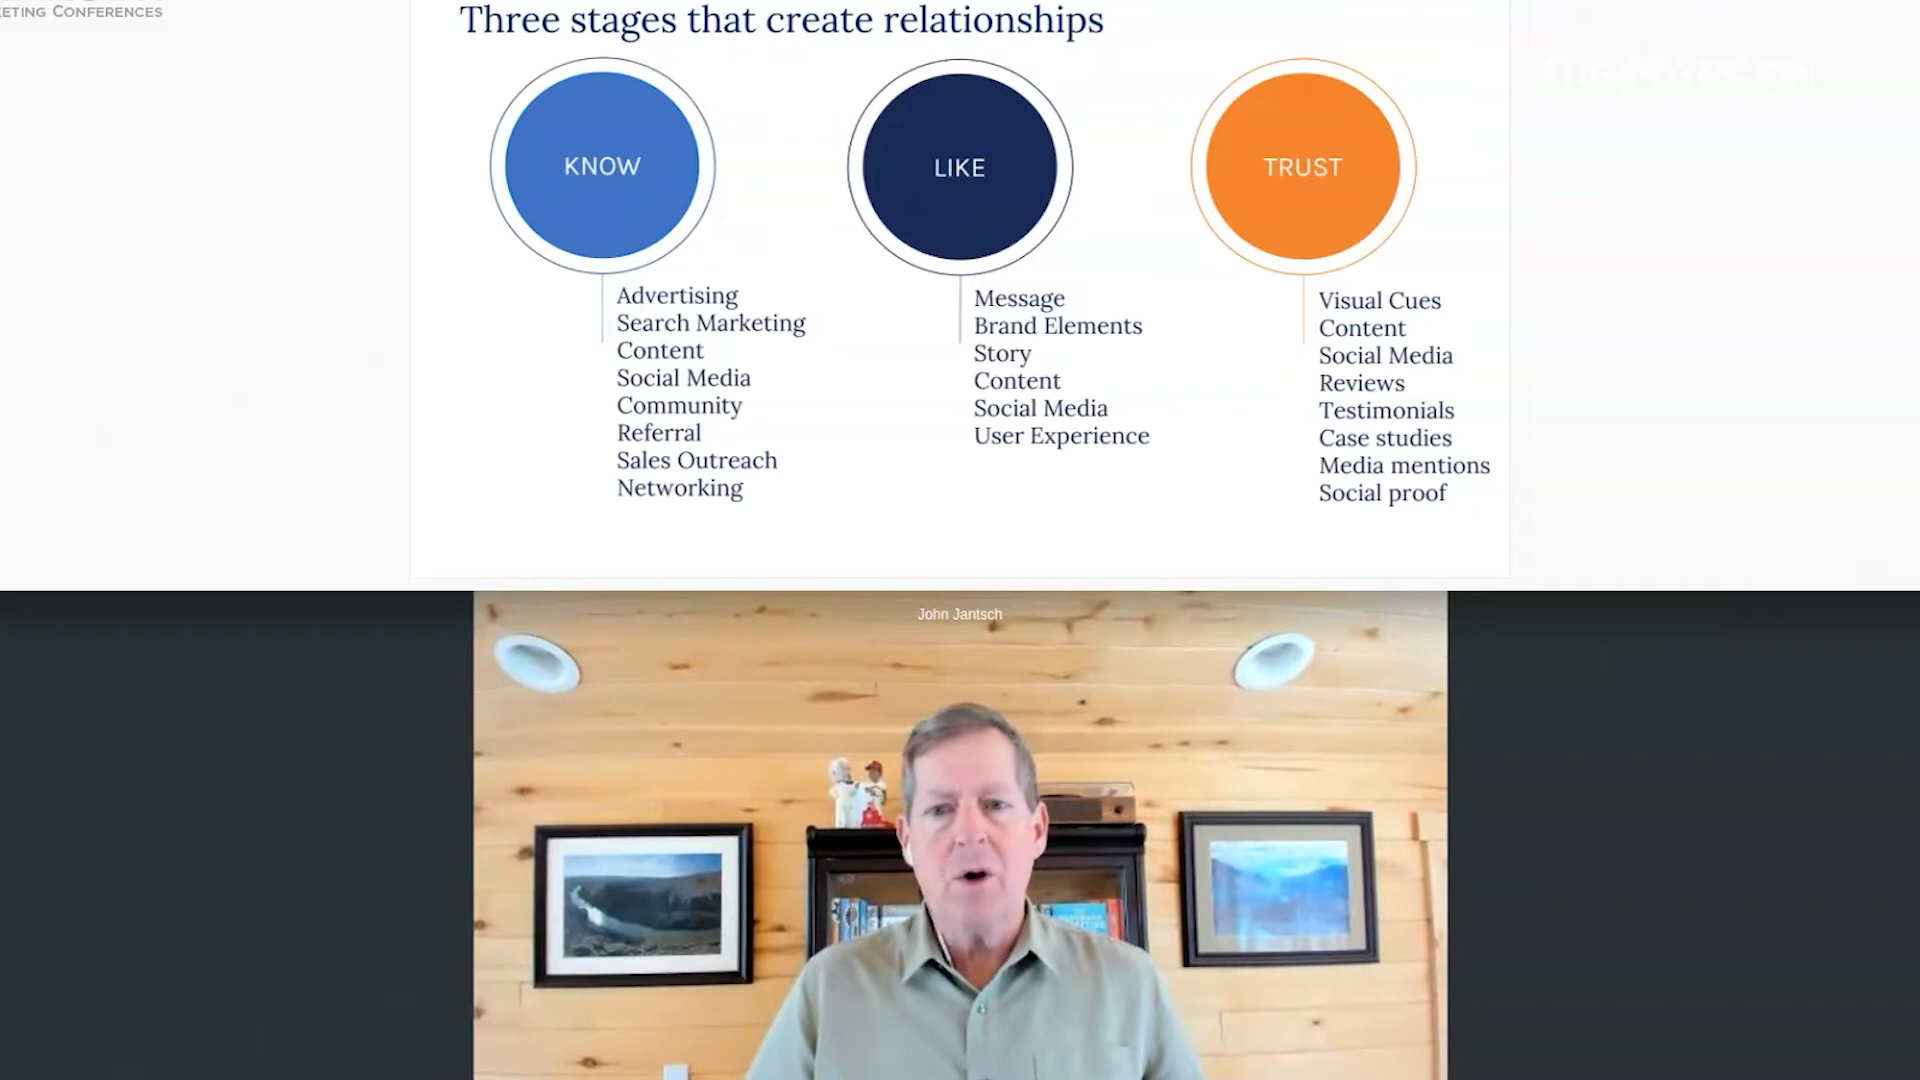 KETING CONFERENCES
Three stages that create relationships
DIGIMARCON
KNOW
LIKE
TRUST
Advertising
Search Marketing
Content
Social Media
Community
Referral
Sales Outreach
Networking
Message
Brand Elements
Story
Content
Social Media
User Experience
Visual Cues
Content
Social Media
Reviews
Testimonials
Case studies
Media mentions
Social proof
John Jantsch